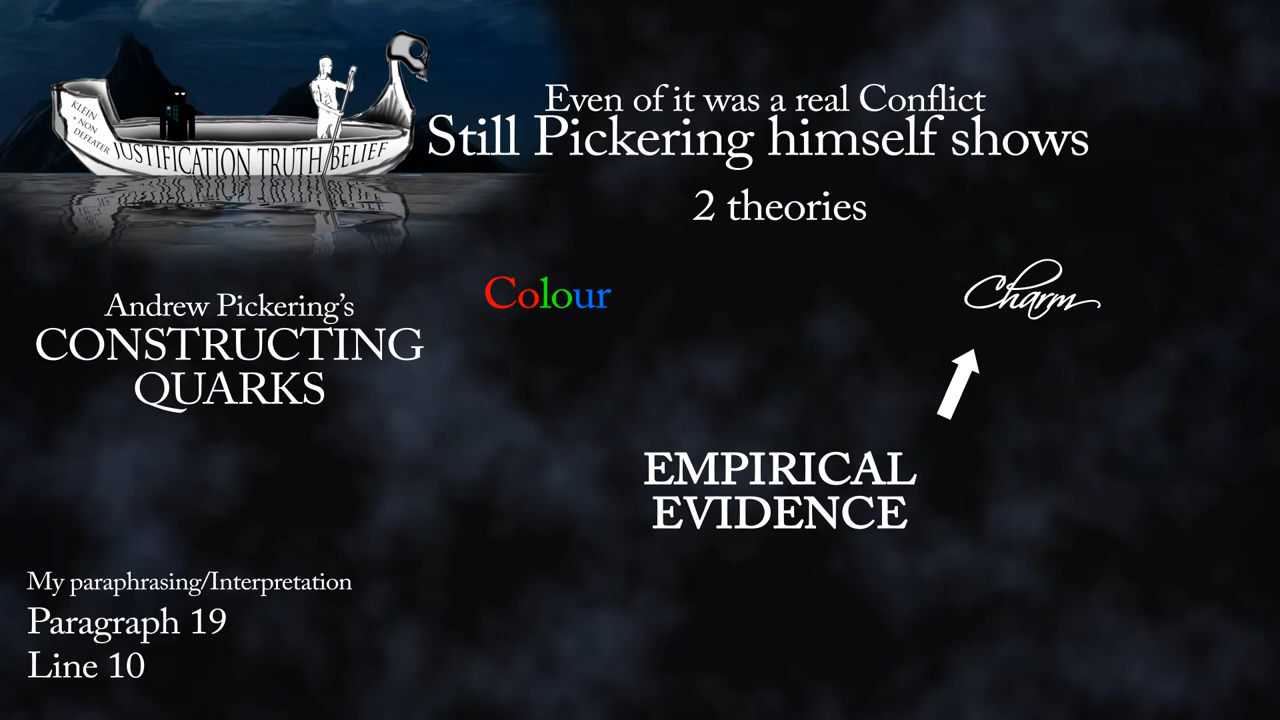 KLEIN
+ NON
DEFEATER
JUSTIFICATION TRUTH BELIEF
Even of it was a real Conflict
Still Pickering himself shows
2 theories
Colour
Charm
Andrew Pickering's
CONSTRUCTING
QUARKS
EMPIRICAL
EVIDENCE
My paraphrasing/Interpretation
Paragraph 19
Line 10